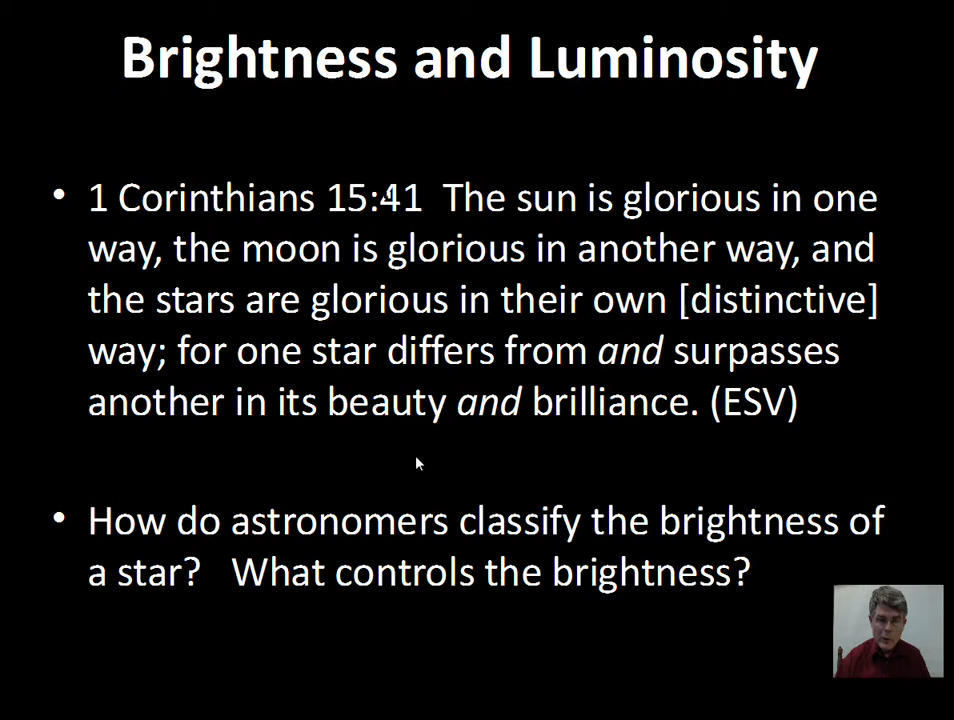 Brightness and Luminosity
• 1 Corinthians 15:41  The sun is glorious in one
way, the moon is glorious in another way, and
the stars are glorious in their own [distinctive]
way; for one star differs from and surpasses
another in its beauty and brilliance. (ESV)
• How do astronomers classify the brightness of
a star?   What controls the brightness?